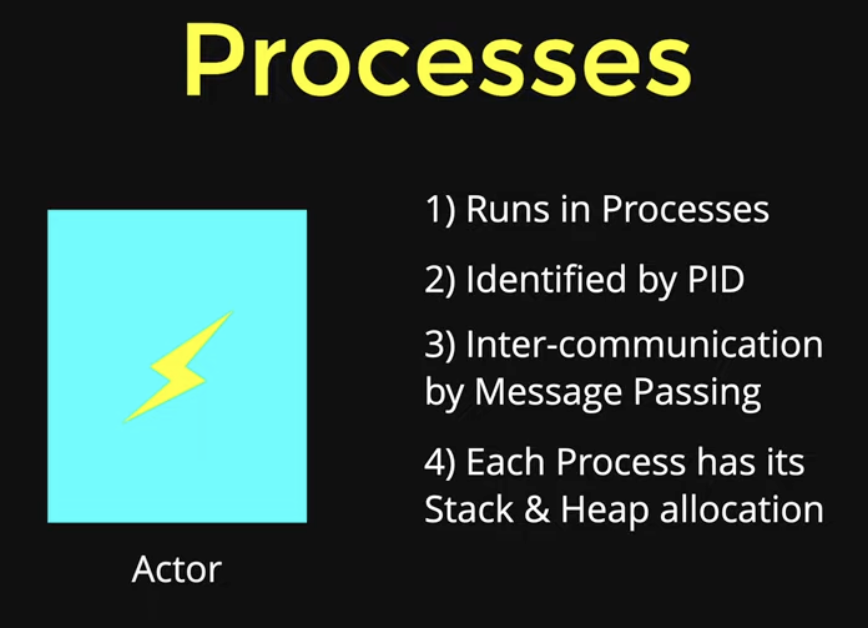 Processes
1) Runs in Processes
2) Identified by PID
3) Inter-communication
by Message Passing
4) Each Process has its
Stack & Heap allocation
Actor